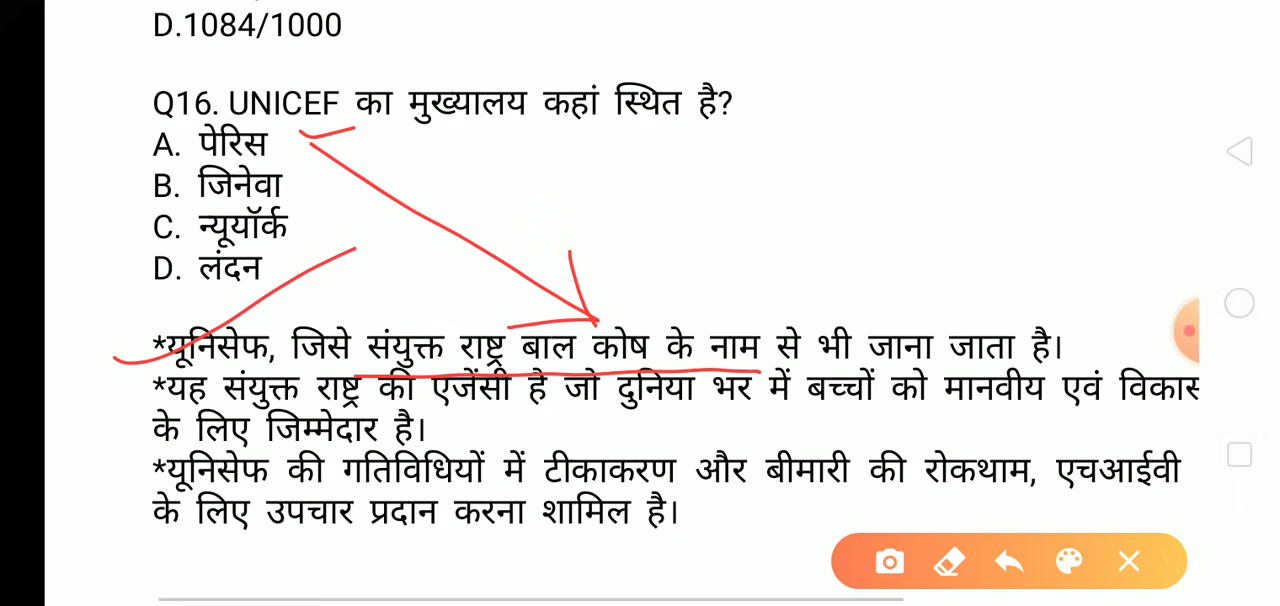 D.1084/1000
Q16. UNICEF का मुख्यालय कहां स्थित है?
A. पेरिस
B. जिनेवा
C. न्यूयॉर्क
D. लंदन
*यूनिसेफ, जिसे संयुक्त राष्ट्र बाल कोष के नाम से भी जाना जाता है।
*यह संयुक्त राष्ट्र की एजेंसी है जो दुनिया भर में बच्चों को मानवीय एवं विकास
के लिए जिम्मेदार है।
*यूनिसेफ की गतिविधियों में टीकाकरण और बीमारी की रोकथाम, एचआईवी
के लिए उपचार प्रदान करना शामिल है।